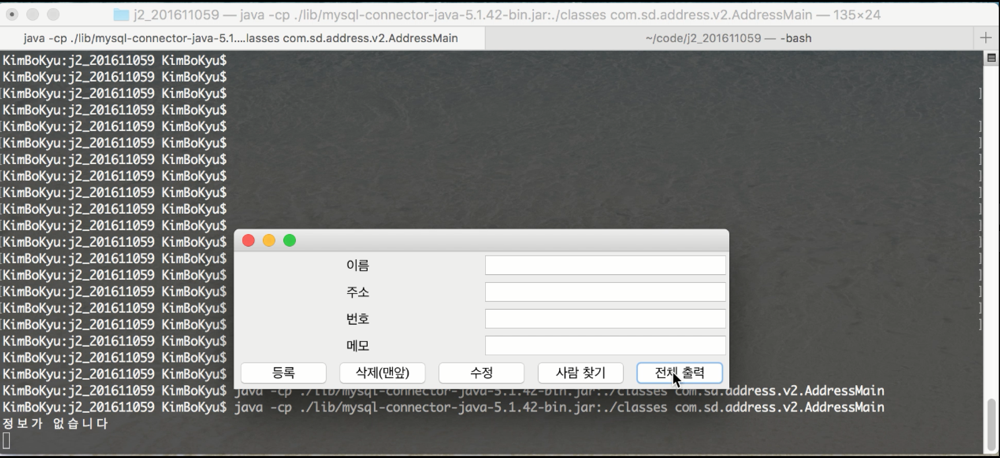 j2_201611059 — java -cp ./lib/mysql-connector-java-5.1.42-bin.jar:./classes com.sd.address.v2.AddressMain — 135×24
java -cp ./lib/mysql-connector-java-5.1....lasses com.sd.address.v2.AddressMain
~/code/j2_201611059 — -bash
KimBoKyu:j2_201611059 KimBoKyu$
KimBoKyu:j2_201611059 KimBoKyu$
[KimBoKyu:j2_201611059 KimBoKyu$ ]
KimBoKyu:j2_201611059 KimBoKyu$
[KimBoKyu:j2_201611059 KimBoKyu$ ]
[KimBoKyu:j2_201611059 KimBoKyu$ ]
[KimBoKyu:j2_201611059 KimBoKyu$ ]
[KimBoKyu:j2_201611059 KimBoKyu$ ]
[KimBoKyu:j2_201611059 KimBoKyu$ ]
[KimBoKyu:j2_201611059 KimBoKyu$ ]
[KimBoKyu:j2_201611059 KimBoKyu$ ]
[KimBoKyu:j2_201611059 KimBoKyu$ ]
[KimBoKyu:j2_201611059 KimBoKyu$ ]
[KimBoKyu:j2_201611059 KimBoKyu$ ]
[KimBoKyu:j2_201611059 KimBoKyu$ ]
[KimBoKyu:j2_201611059 KimBoKyu$ ]
[KimBoKyu:j2_201611059 KimBoKyu$ ]
KimBoKyu:j2_201611059 KimBoKyu$
KimBoKyu:j2_201611059 KimBoKyu$
KimBoKyu:j2_201611059 KimBoKyu$
KimBoKyu:j2_201611059 KimBoKyu$ java -cp ./lib/mysql-connector-java-5.1.42-bin.jar:./classes com.sd.address.v2.AddressMain
KimBoKyu:j2_201611059 KimBoKyu$ java -cp ./lib/mysql-connector-java-5.1.42-bin.jar:./classes com.sd.address.v2.AddressMain
정보가 없습니다
이름
주소
번호
메모
등록
삭제(맨앞)
수정
사람 찾기
전체 출력